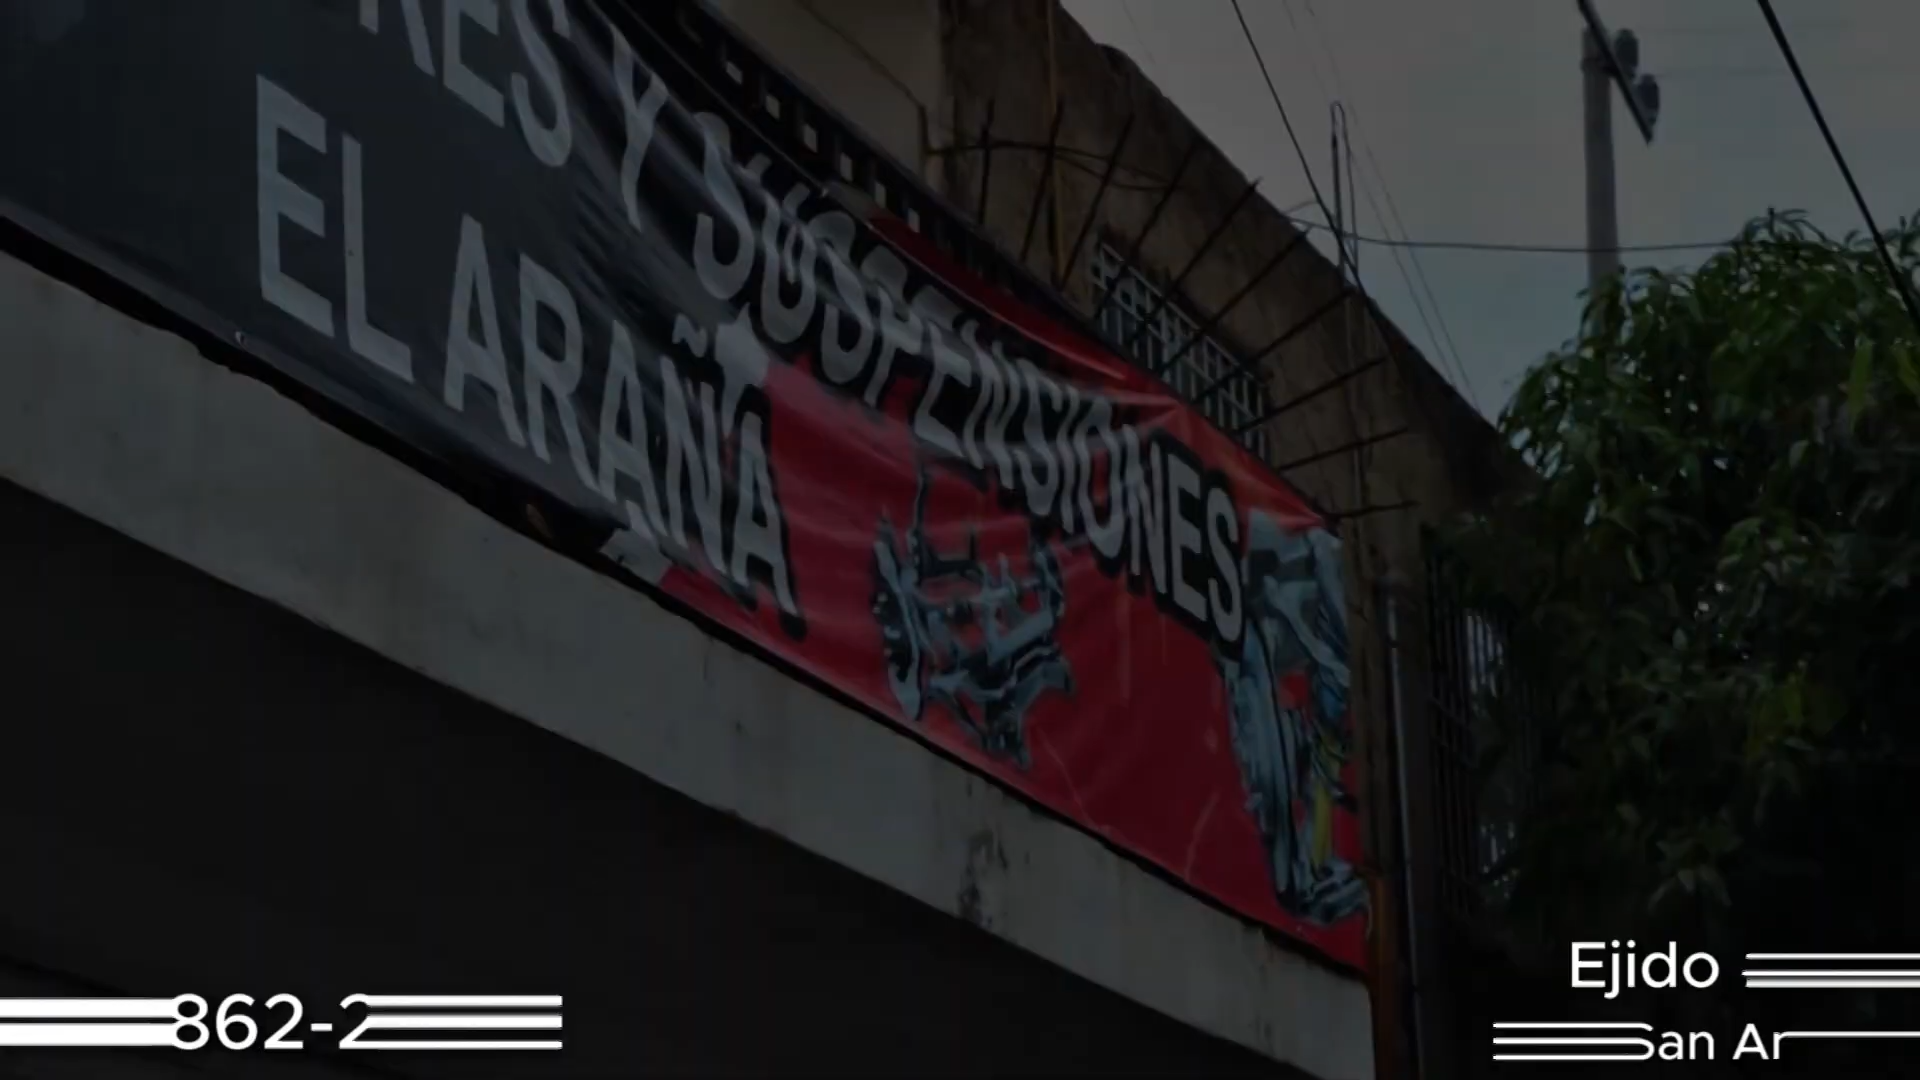 RES Y SUSPENSIONES
EL ARAÑA
862-2
Ejido
San Ar